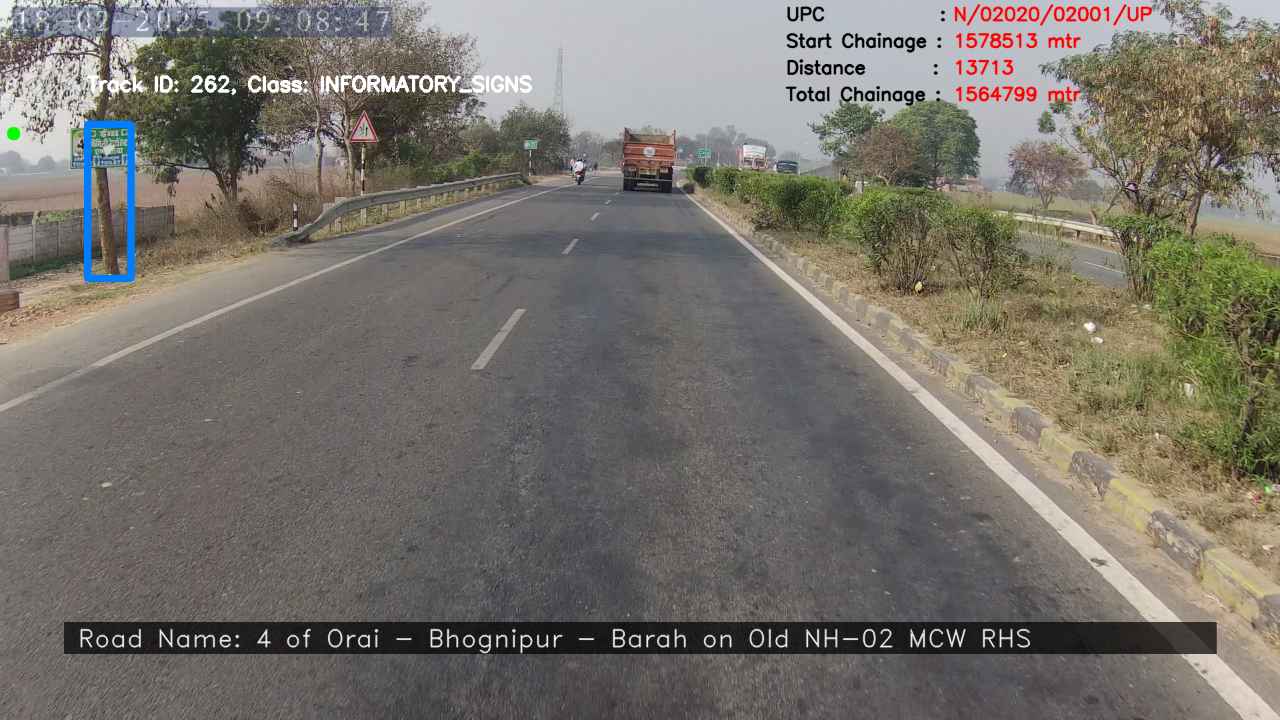 18-02-2025 09:08:47
UPC : N/02020/02001/UP
Start Chainage : 1578513 mtr
Distance : 13713
Total Chainage : 1564799 mtr
Track ID: 262, Class: INFORMATORY_SIGNS
Road Name: 4 of Orai - Bhognipur - Barah on Old NH-02 MCW RHS